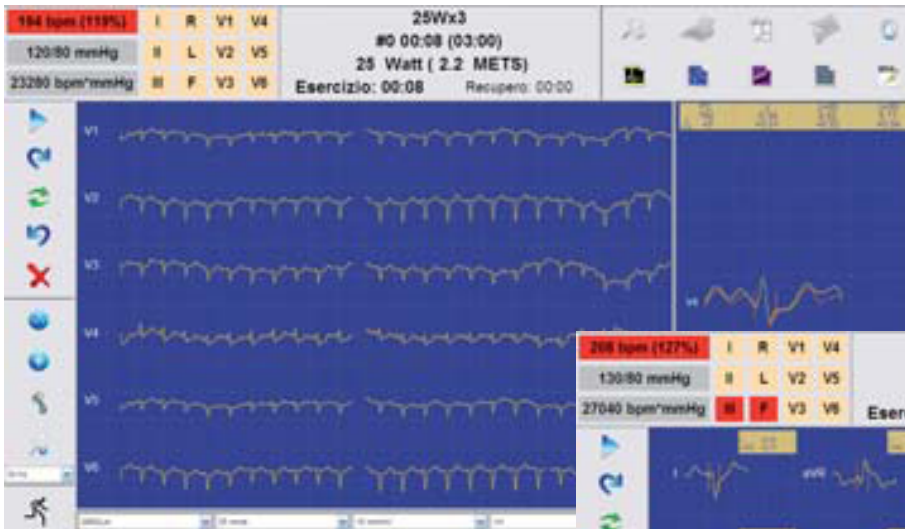 194 bpm (119%) I R V1 V4
120/80 mmHg II L V2 V5
23280 bpm*mmHg III F V3 V6
25Wx3
#0 00:08 (03:00)
25 Watt ( 2.2 METS)
Esercizio: 00:08 Recupero: 00:00
V1
V2
V3
V4
V5
V6
V6
208 bpm (127%) I R V1 V4
130/80 mmHg II L V2 V5
27040 bpm*mmHg III F V3 V6
Eser
I aVR